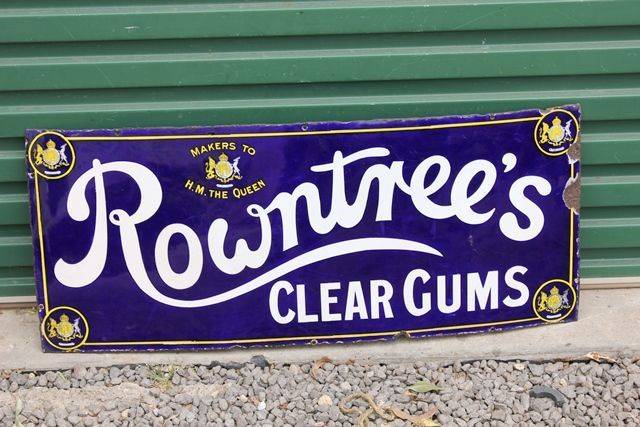 MAKERS TO
H.M. THE QUEEN
Rowntree's
CLEAR GUMS